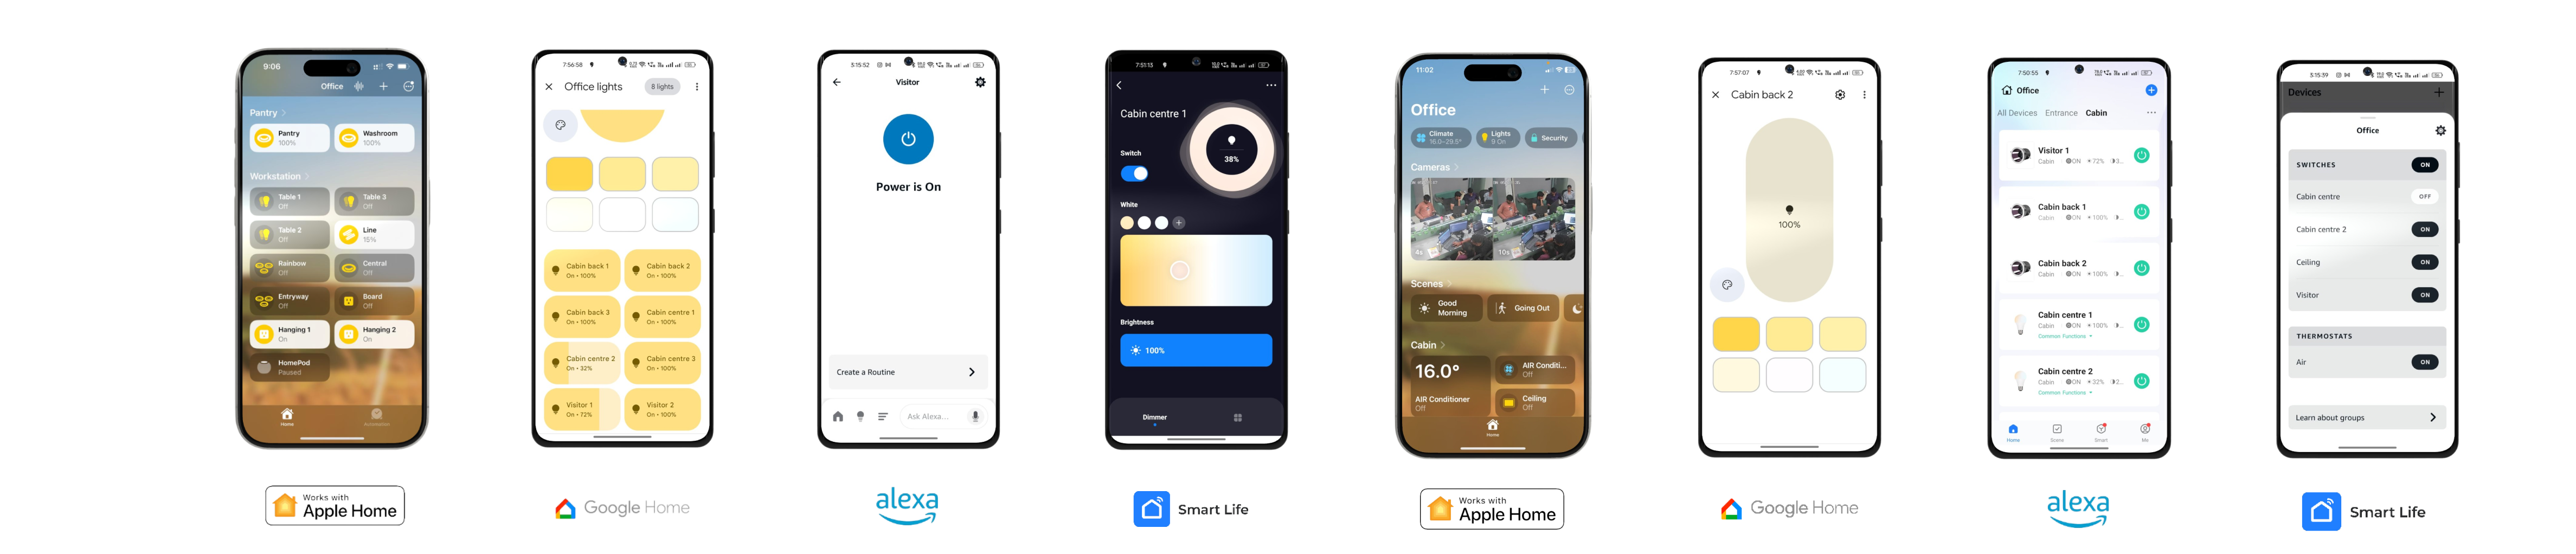 9:06
Office
Pantry
Pantry
100%
Washroom
100%
Workstation
Table 1
Off
Table 3
Off
Table 2
Off
Line
15%
Rainbow
Off
Central
Off
Entryway
Off
Board
Off
Hanging 1
On
Hanging 2
On
HomePod
Paused
Home
Automation
Works with
Apple Home
7:56:58
Office lights
8 lights
Cabin back 1
On • 100%
Cabin back 2
On • 100%
Cabin back 3
On • 100%
Cabin centre 1
On • 100%
Cabin centre 2
On • 32%
Cabin centre 3
On • 100%
Visitor 1
On • 72%
Visitor 2
On • 100%
Google Home
5:15:52
Visitor
Power is On
Create a Routine
Ask Alexa...
alexa
7:51:13
Cabin centre 1
38%
Switch
White
Brightness
100%
Dimmer
Smart Life
11:02
Office
Climate
16.0–29.5°
Lights
9 On
Security
Cameras
4s
10s
Scenes
Good
Morning
Going Out
Cabin
16.0°
AIR Conditioner
Off
AIR Conditi...
Off
Ceiling
Off
Home
Works with
Apple Home
7:57:07
Cabin back 2
100%
Google Home
7:50:55
Office
All Devices Entrance Cabin
Visitor 1
Cabin ON 72% 3...
Cabin back 1
Cabin ON 100% ...
Cabin back 2
Cabin ON 100% ...
Cabin centre 1
Cabin ON 100% ...
Common Functions
Cabin centre 2
Cabin ON 32% 2...
Common Functions
Home
Scene
Smart
Me
alexa
5:15:39
Devices
Office
SWITCHES
ON
Cabin centre
OFF
Cabin centre 2
ON
Ceiling
ON
Visitor
ON
THERMOSTATS
Air
ON
Learn about groups
Smart Life